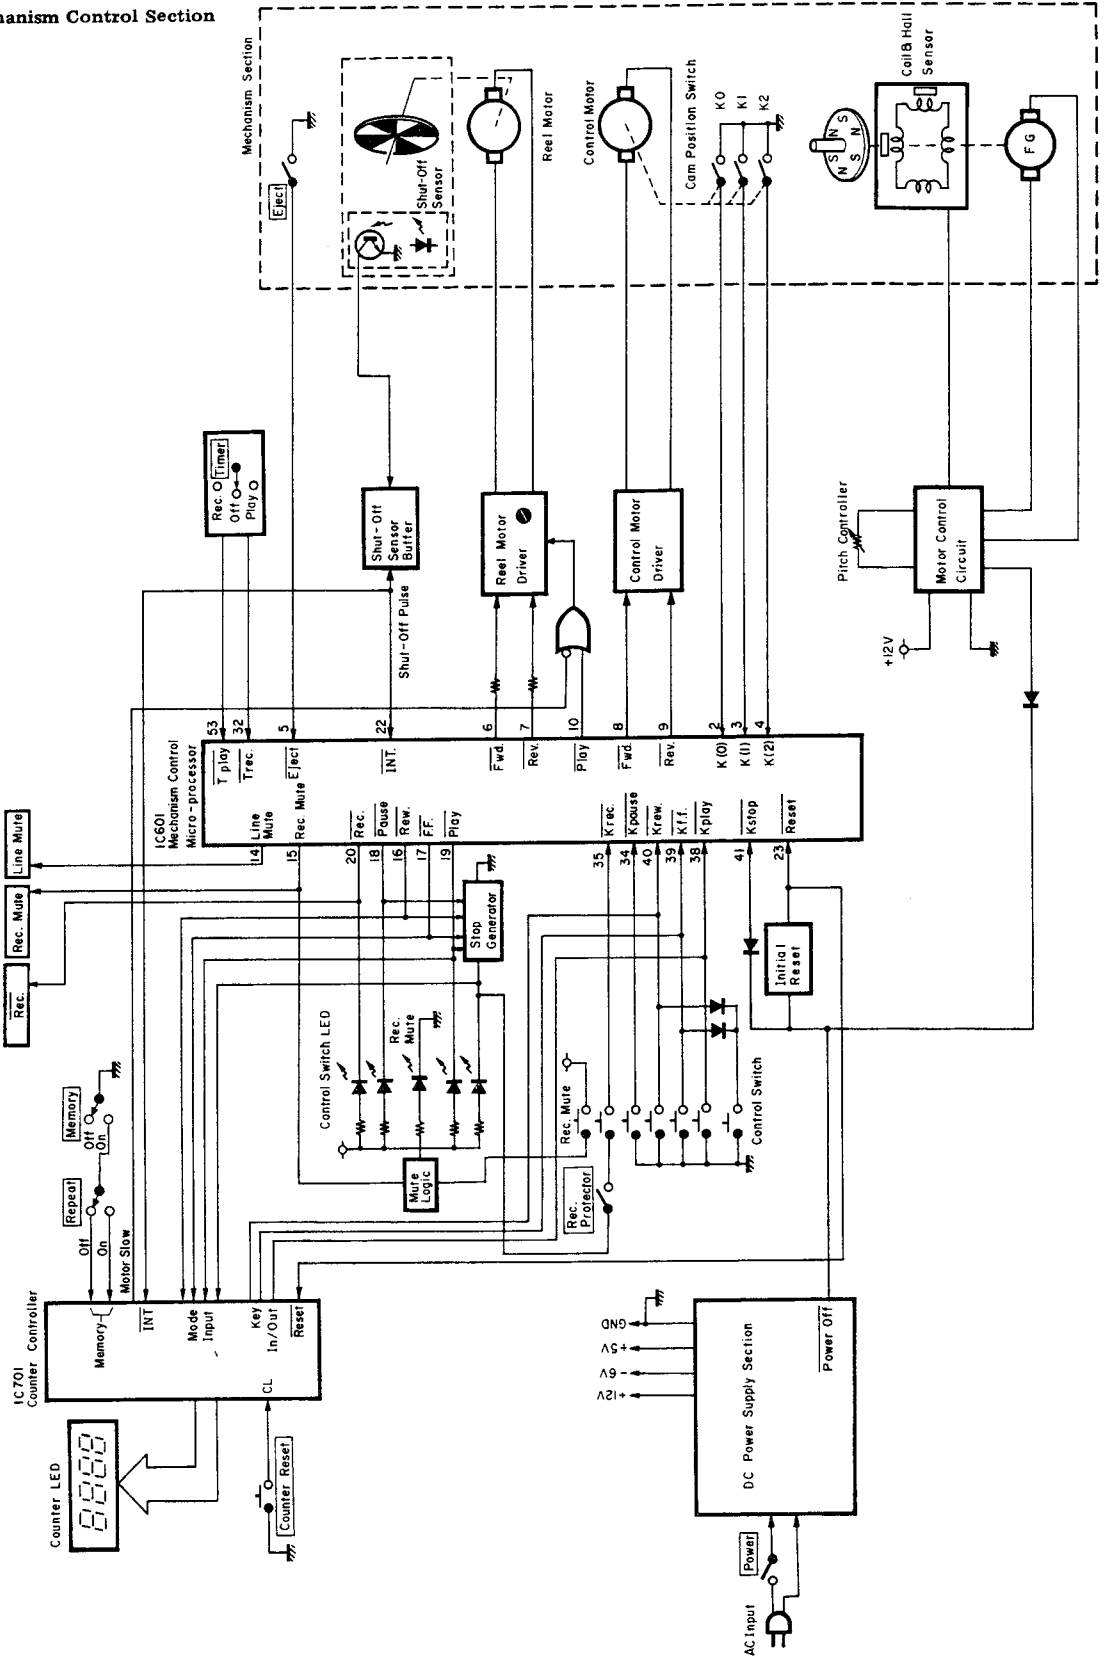 hanism Control Section
Mechanism Section
Eject
Shut-Off
Sensor
Reel Motor
Control Motor
Cam Position Switch
K0
K1
K2
N
S
N
S
N
S
Coil & Hall
Sensor
FG
Rec.
Timer
Off
Play
Shut-Off
Sensor
Buffer
Shut-Off Pulse
Reel Motor
Driver
Control Motor
Driver
Pitch Controller
Motor Control
Circuit
+12V
IC601
Mechanism Control
Micro-processor
53
32
5
22
6
7
10
8
9
2
3
4
T play
Trec.
Eject
INT.
Fwd.
Rev.
Play
Fwd.
Rev.
K(0)
K(1)
K(2)
Line
Mute
Rec. Mute
Rec.
Pause
Rew.
F.F.
Play
Krec.
Kpause
Krew.
Kf.f.
Kplay
Kstop
Reset
14
15
20
18
16
17
19
35
34
40
39
38
41
23
Line Mute
Rec. Mute
Rec.
Stop
Generator
Initial
Reset
Control Switch LED
Rec.
Mute
Mute
Logic
Rec. Mute
Control Switch
Rec.
Protector
Memory
Off
On
Repeat
Off
On
Motor Slow
IC701
Counter Controller
Memory
INT
Mode
Input
Key
In/Out
Reset
CL
Counter LED
8888
Counter Reset
GND
+5V
-6V
+12V
DC Power Supply Section
Power Off
Power
AC Input